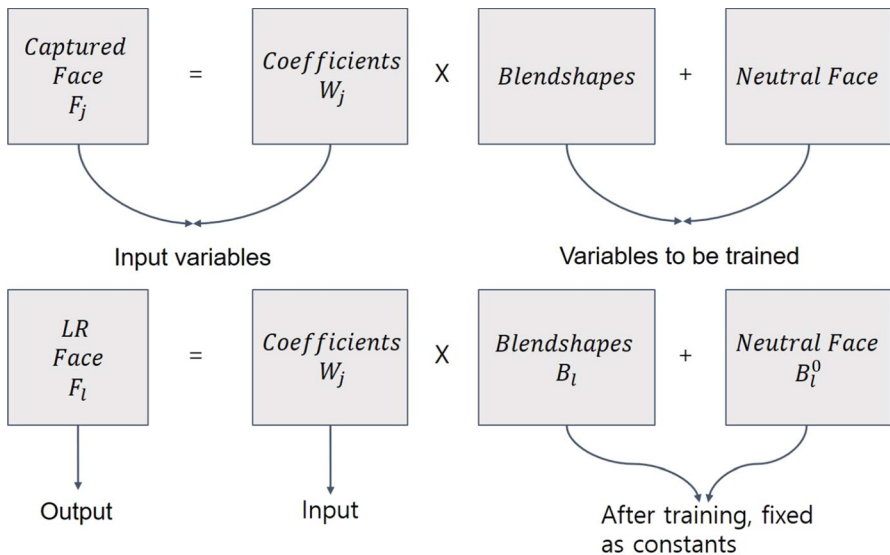 Captured Face F_j = Coefficients W_j X Blendshapes + Neutral Face
Input variables
Variables to be trained
LR Face F_l = Coefficients W_j X Blendshapes B_l + Neutral Face B_l^0
Output
Input
After training, fixed
as constants